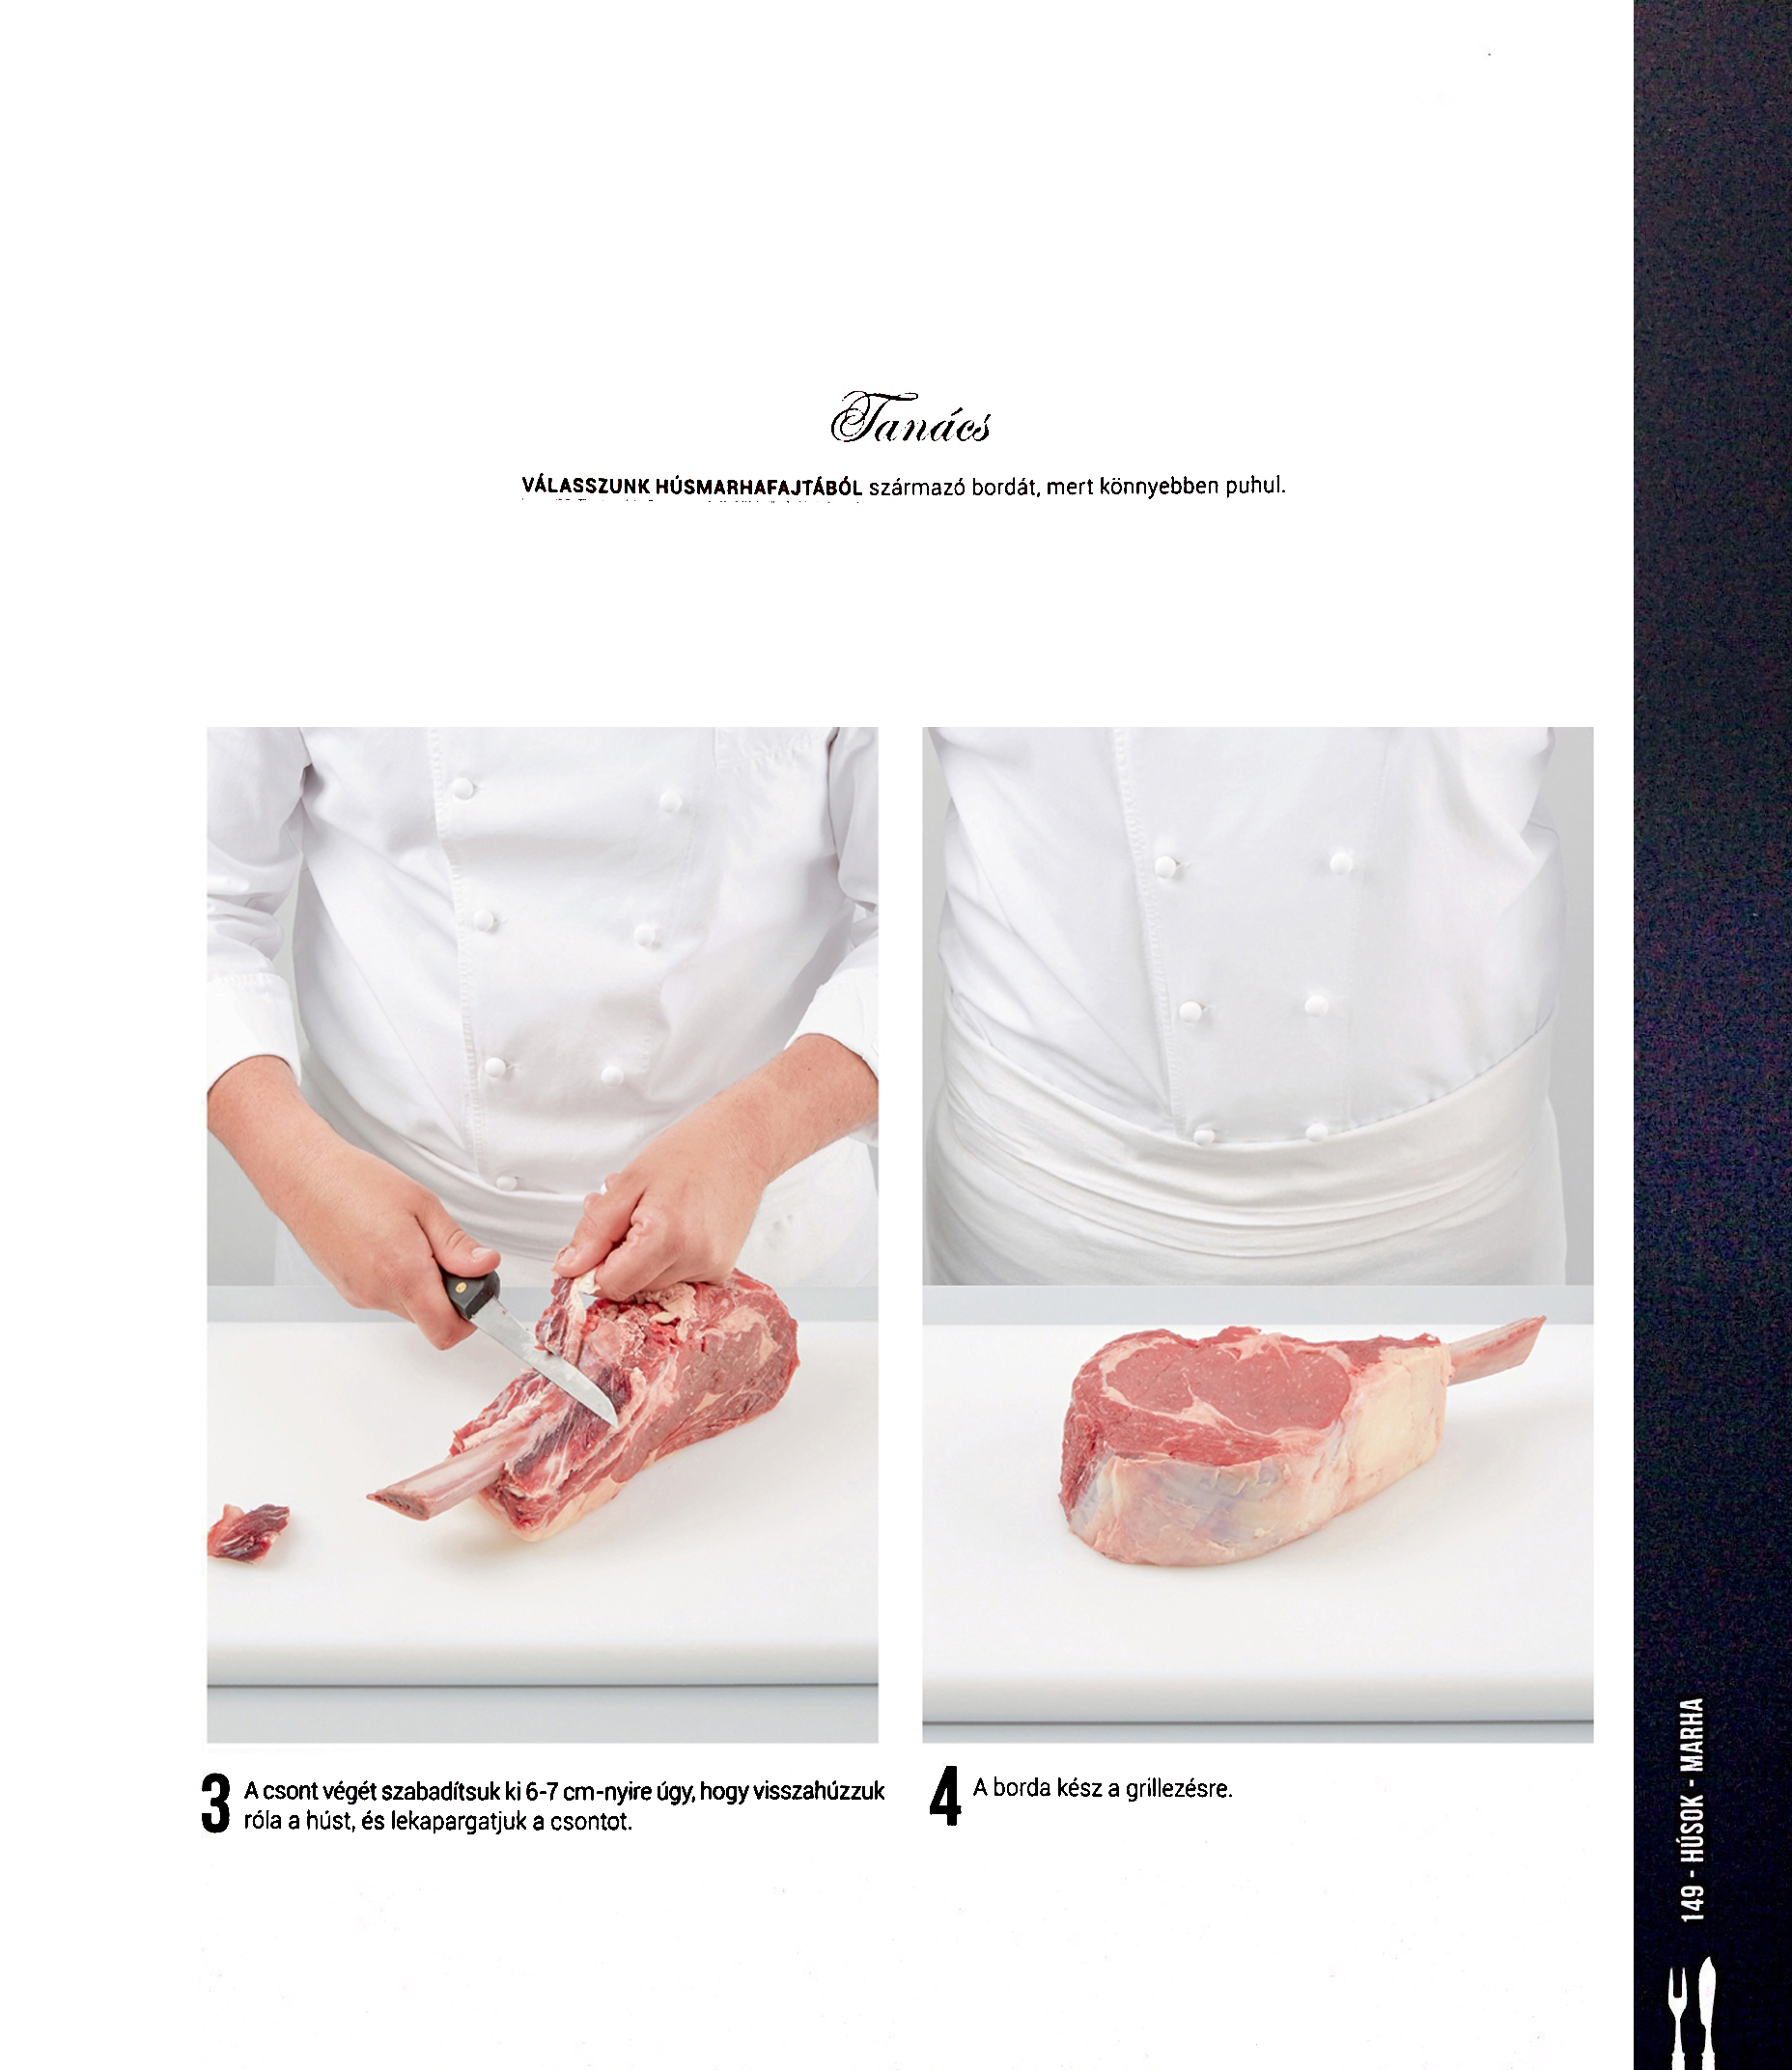 Tanács
VÁLASSZUNK HÚSMARHAFAJTÁBÓL származó bordát, mert könnyebben puhul.
3 A csont végét szabadítsuk ki 6-7 cm-nyire úgy, hogy visszahúzzuk
róla a húst, és lekapargatjuk a csontot.
4 A borda kész a grillezésre.
149 - HÚSOK - MARHA